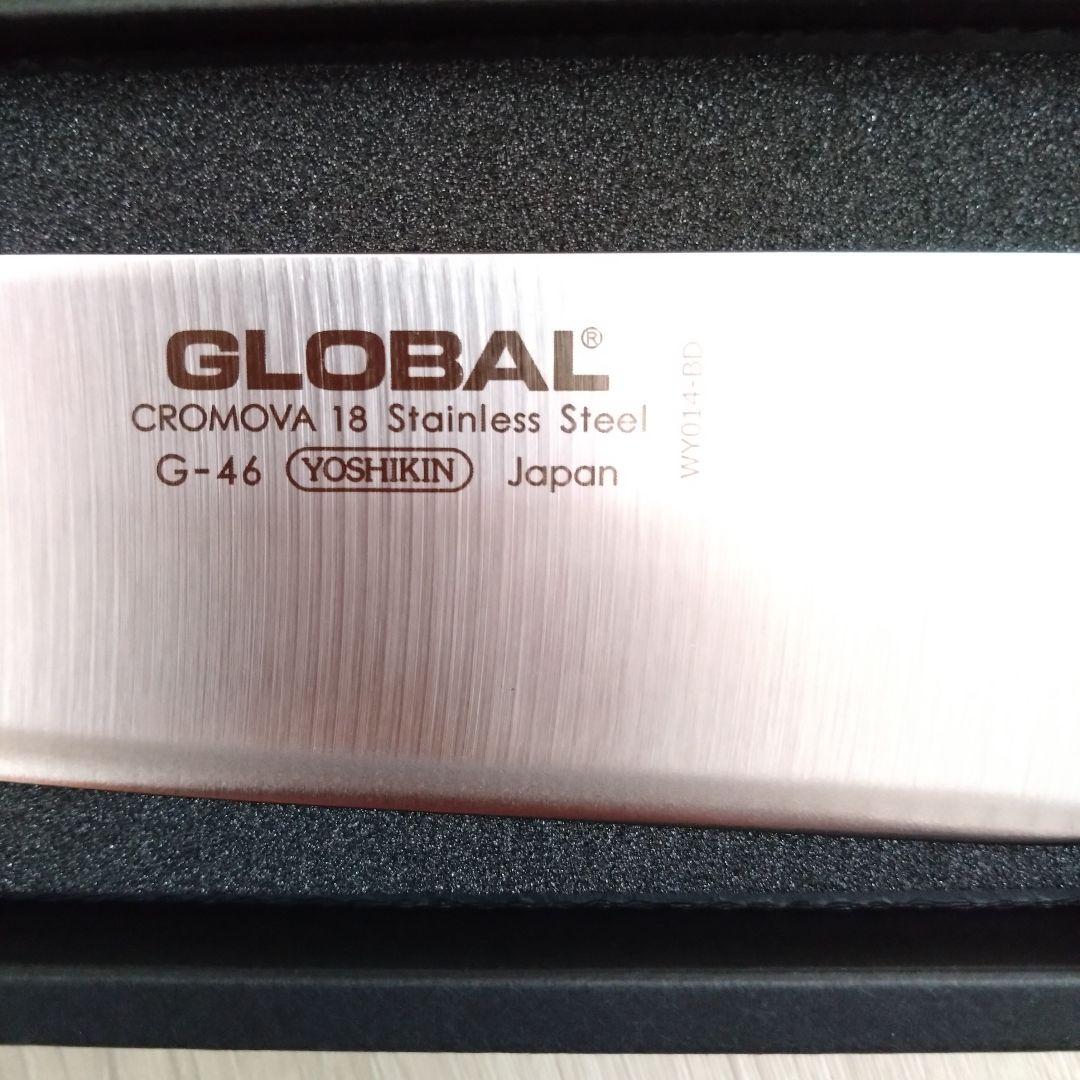 GLOBAL®
CROMOVA 18 Stainless Steel
G-46 YOSHIKIN Japan
WY014-BD